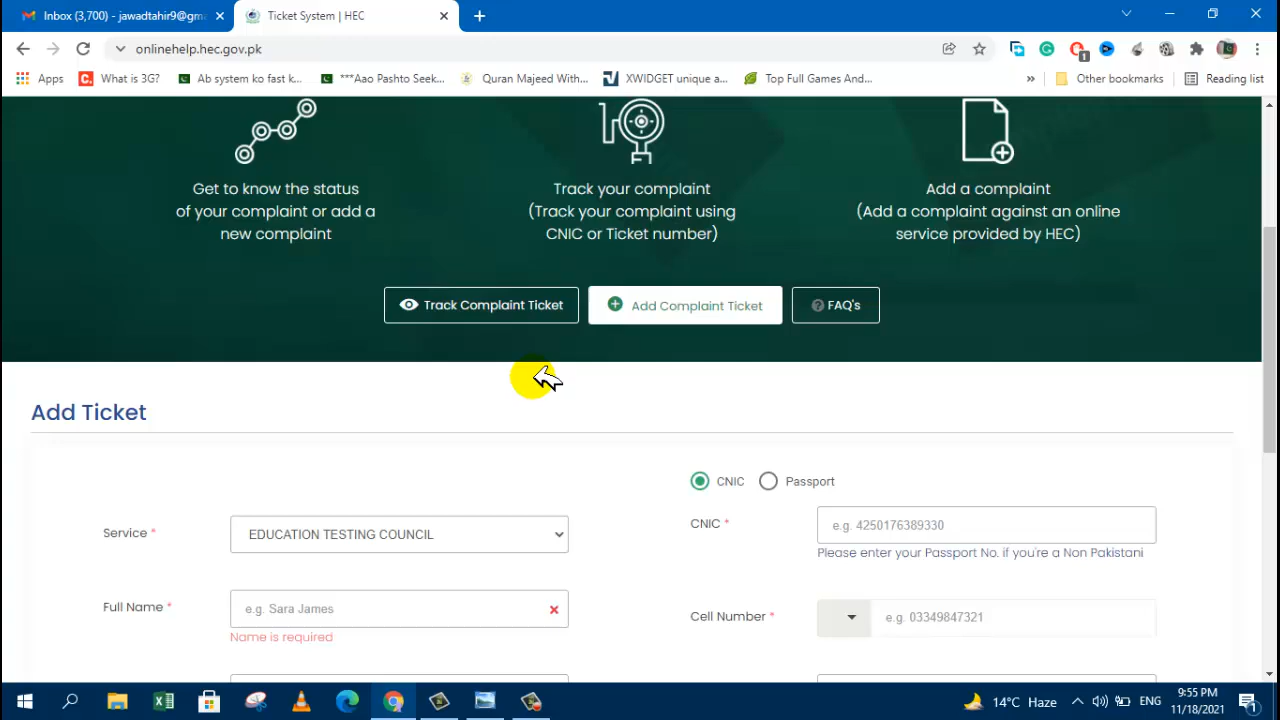 Inbox (3,700) - jawadtahir9@gma
Ticket System | HEC
onlinehelp.hec.gov.pk
1
Apps
C.
What is 3G?
Ab system ko fast k...
***Aao Pashto Seek...
Quran Majeed With...
XWIDGET unique a...
Top Full Games And...
»
Other bookmarks
Reading list
Get to know the status
of your complaint or add a
new complaint
Track your complaint
(Track your complaint using
CNIC or Ticket number)
Add a complaint
(Add a complaint against an online
service provided by HEC)
Track Complaint Ticket
Add Complaint Ticket
FAQ's
Add Ticket
CNIC
Passport
Service *
EDUCATION TESTING COUNCIL
CNIC *
e.g. 4250176389330
Please enter your Passport No. if you're a Non Pakistani
Full Name *
e.g. Sara James
Name is required
Cell Number *
e.g. 03349847321
14°C Haze
ENG
9:55 PM
11/18/2021
1